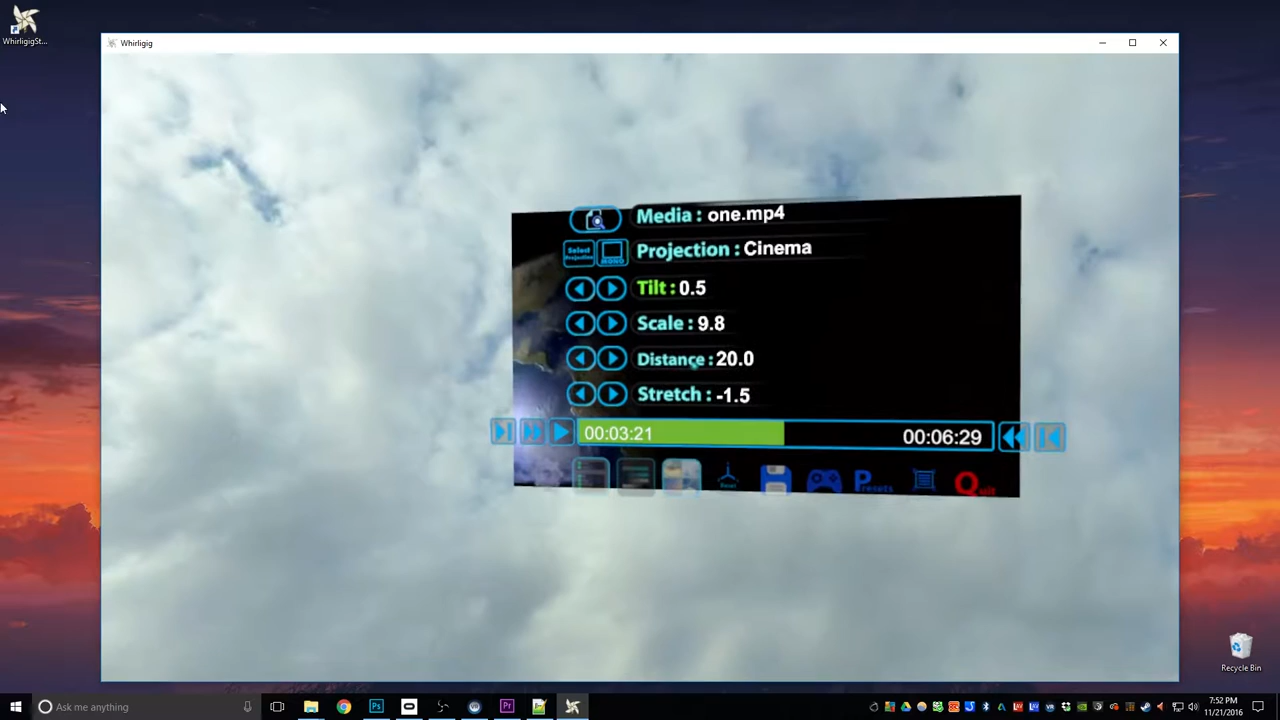 WhirligigSt...
Whirligig
Media : one.mp4
Select Projection
MONO
Projection : Cinema
Tilt : 0.5
Scale : 9.8
Distance : 20.0
Stretch : -1.5
00:03:21
00:06:29
Reset
Presets
Quit
Recycle Bin
Ask me anything
Ps
Pr
7:52 PM
11/21/2016